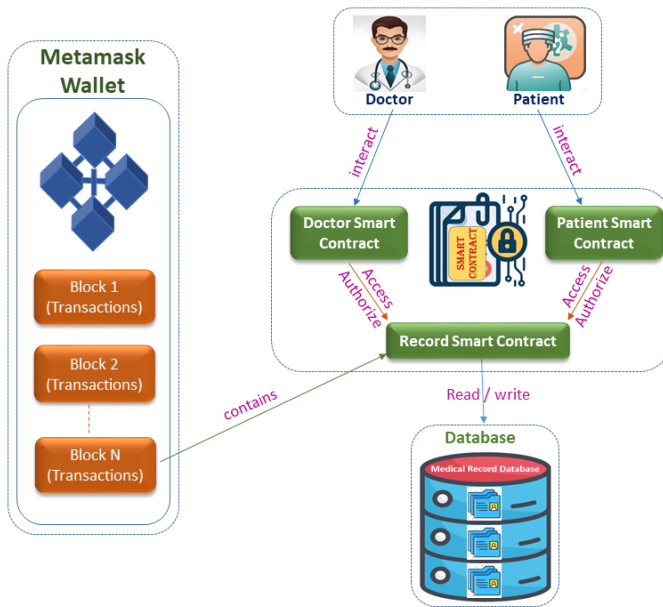 Metamask
Wallet
Block 1
(Transactions)
Block 2
(Transactions)
Block N
(Transactions)
contains
Doctor
Patient
interact
interact
Doctor Smart
Contract
SMART
CONTRACT
Patient Smart
Contract
Access
Authorize
Access
Authorize
Record Smart Contract
Read / write
Database
Medical Record Database